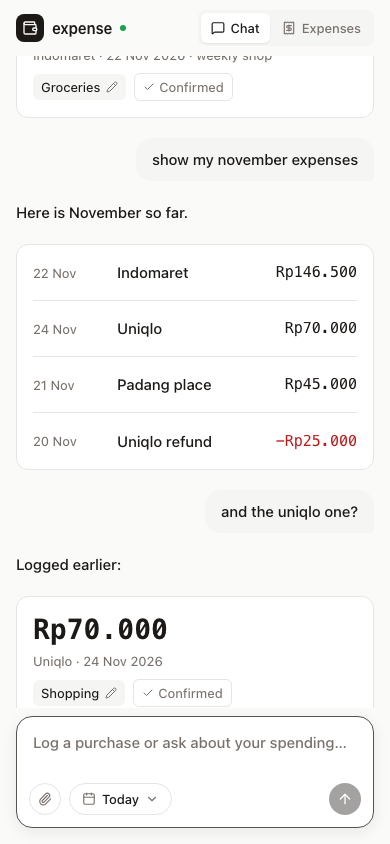 expense
Chat
Expenses
Indomaret · 22 Nov 2026 · weekly shop
Groceries
Confirmed
show my november expenses
Here is November so far.
22 Nov Indomaret Rp146.500
24 Nov Uniqlo Rp70.000
21 Nov Padang place Rp45.000
20 Nov Uniqlo refund −Rp25.000
and the uniqlo one?
Logged earlier:
Rp70.000
Uniqlo · 24 Nov 2026
Shopping
Confirmed
Log a purchase or ask about your spending...
Today